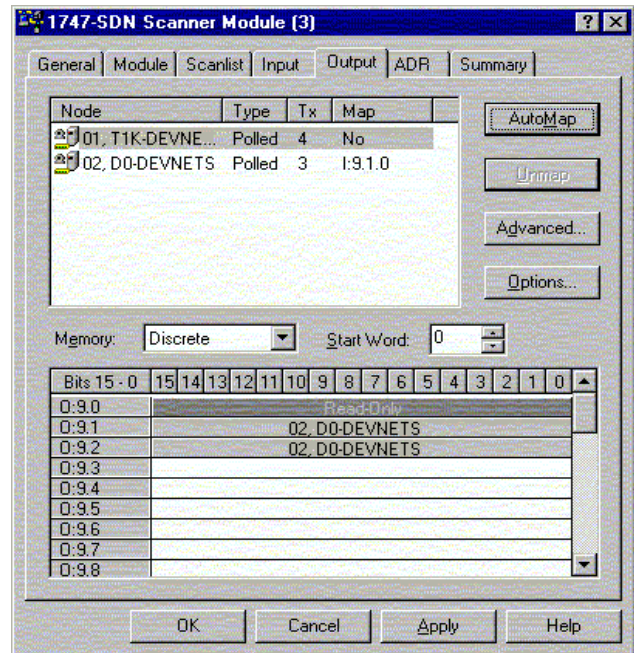 1747-SDN Scanner Module (3)
General Module Scanlist Input Output ADR Summary
Node Type Tx Map
01, T1K-DEVNE... Polled 4 No
02, D0-DEVNETS Polled 3 I:9.1.0
AutoMap
Unmap
Advanced...
Options...
Memory: Discrete Start Word: 0
Bits 15 - 0 15 14 13 12 11 10 9 8 7 6 5 4 3 2 1 0
O:9.0 Read-Only
O:9.1 02, D0-DEVNETS
O:9.2 02, D0-DEVNETS
O:9.3
O:9.4
O:9.5
O:9.6
O:9.7
O:9.8
OK Cancel Apply Help